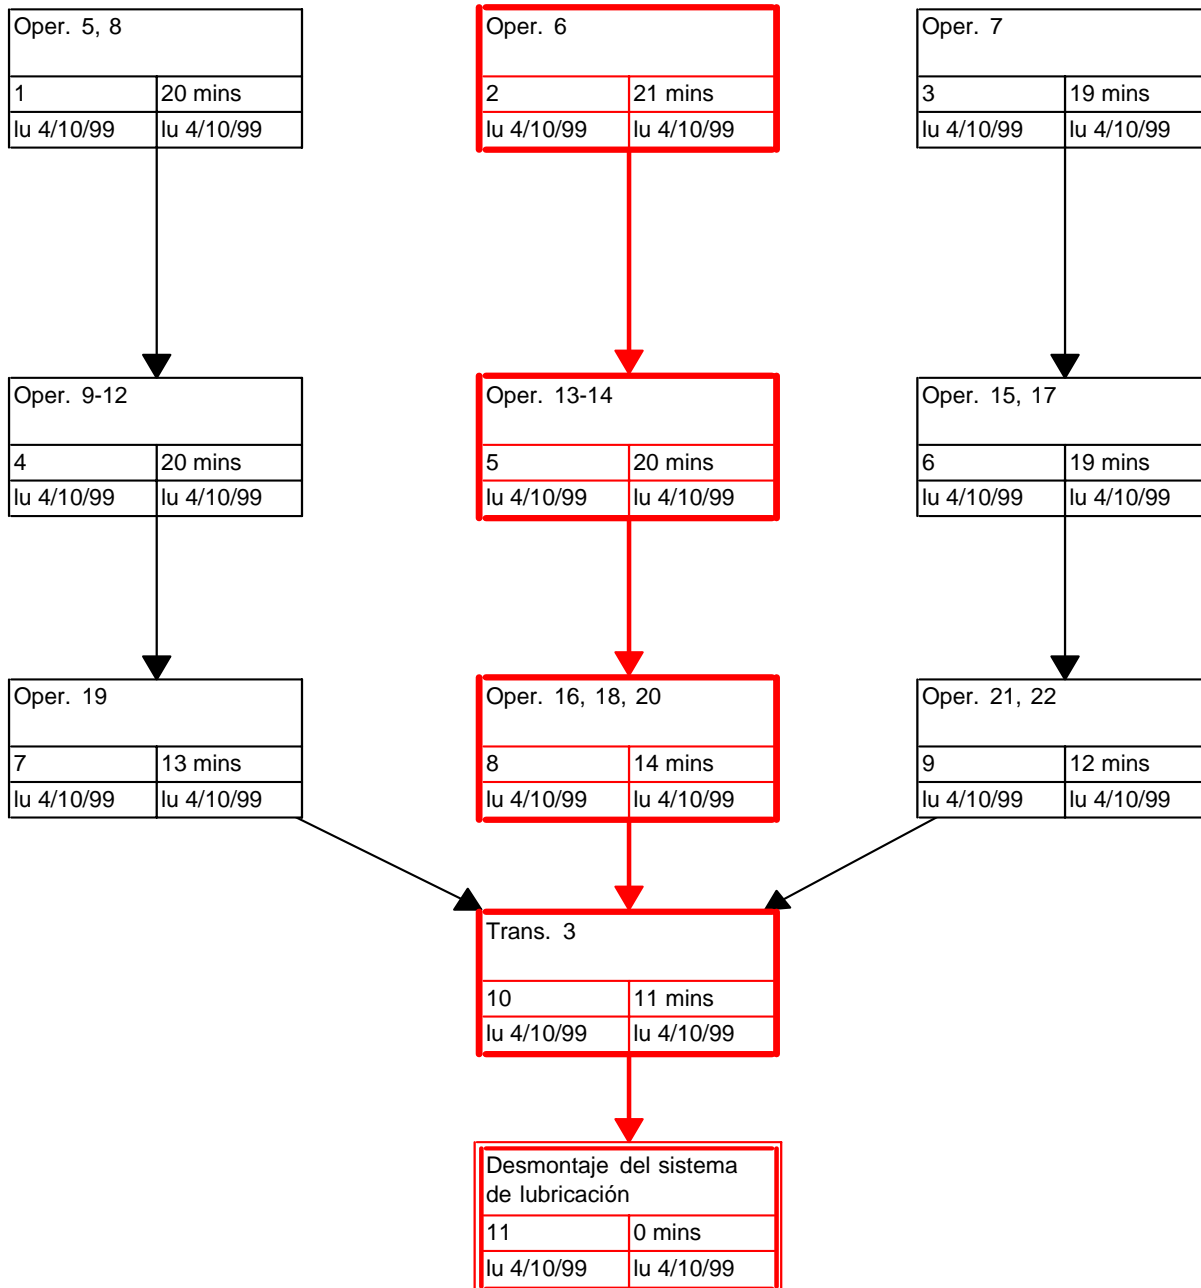 Oper. 5, 8
1 20 mins
lu 4/10/99 lu 4/10/99
Oper. 6
2 21 mins
lu 4/10/99 lu 4/10/99
Oper. 7
3 19 mins
lu 4/10/99 lu 4/10/99
Oper. 9-12
4 20 mins
lu 4/10/99 lu 4/10/99
Oper. 13-14
5 20 mins
lu 4/10/99 lu 4/10/99
Oper. 15, 17
6 19 mins
lu 4/10/99 lu 4/10/99
Oper. 19
7 13 mins
lu 4/10/99 lu 4/10/99
Oper. 16, 18, 20
8 14 mins
lu 4/10/99 lu 4/10/99
Oper. 21, 22
9 12 mins
lu 4/10/99 lu 4/10/99
Trans. 3
10 11 mins
lu 4/10/99 lu 4/10/99
Desmontaje del sistema
de lubricación
11 0 mins
lu 4/10/99 lu 4/10/99